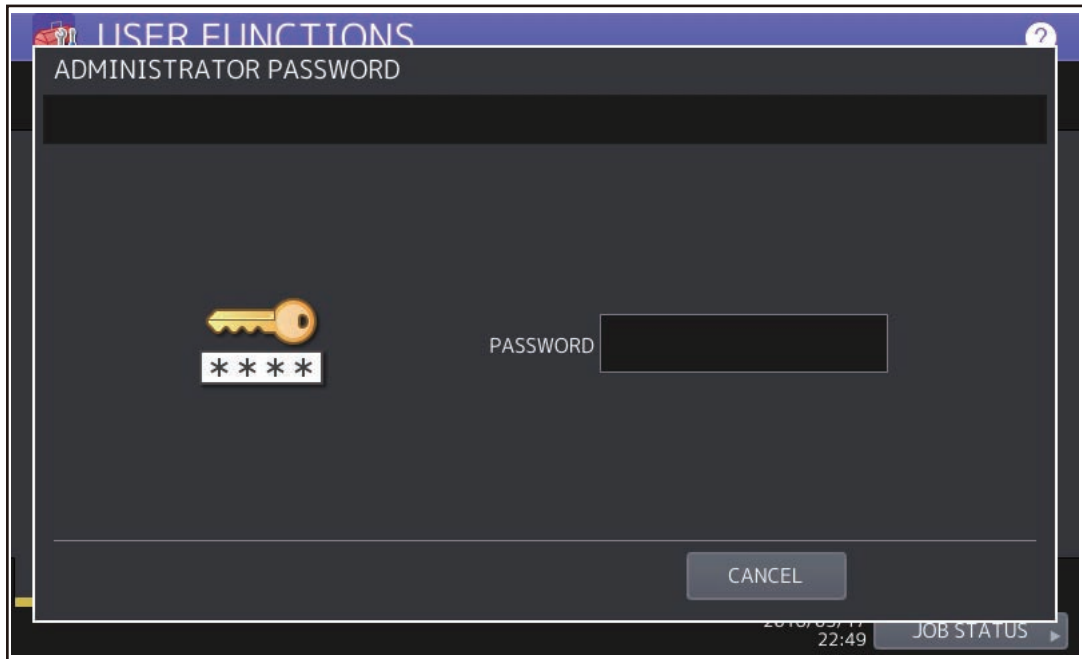 USER FUNCTIONS
?
ADMINISTRATOR PASSWORD
PASSWORD
* * * *
CANCEL
22:49
JOB STATUS